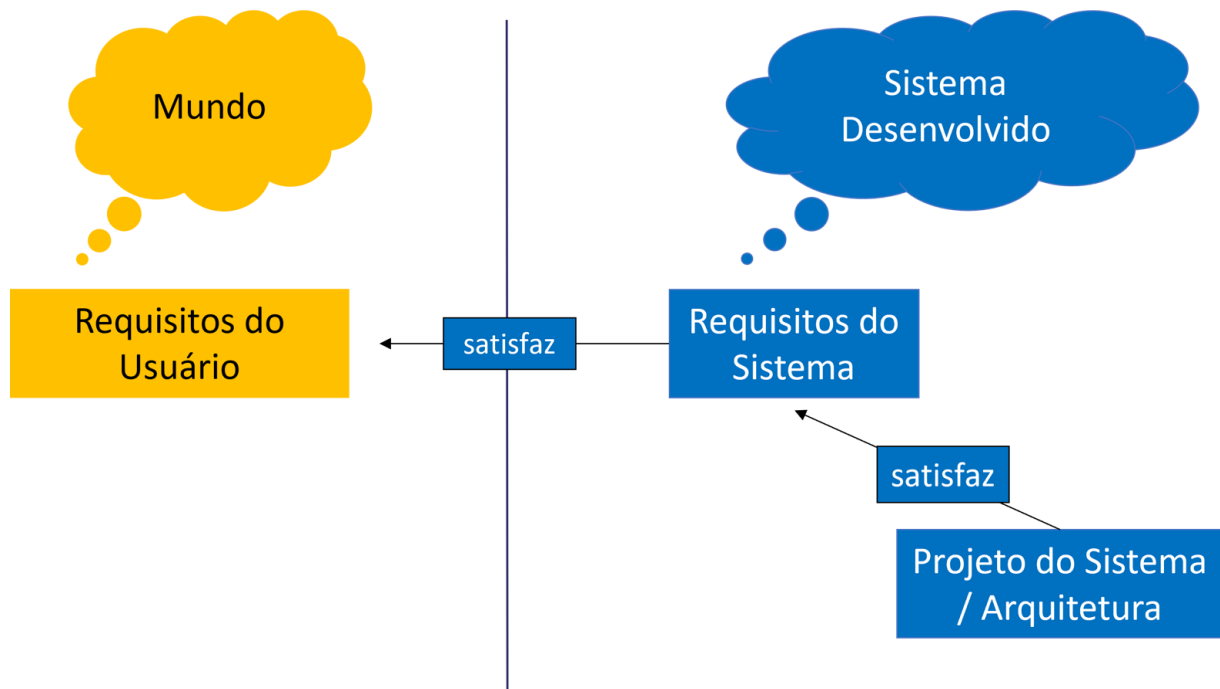 Mundo
Sistema
Desenvolvido
Requisitos do
Usuário
satisfaz
Requisitos do
Sistema
satisfaz
Projeto do Sistema
/ Arquitetura